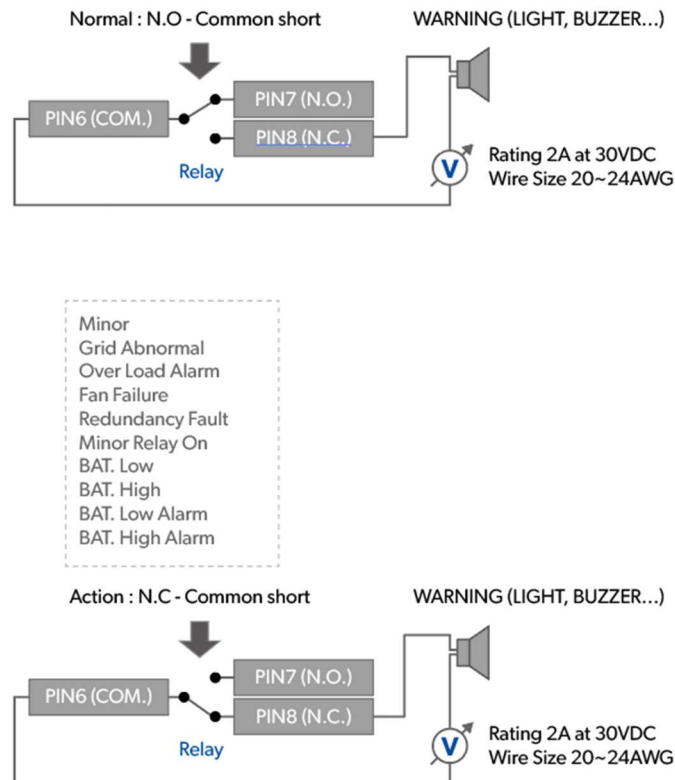 Normal : N.O - Common short
WARNING (LIGHT, BUZZER...)
PIN6 (COM.)
PIN7 (N.O.)
PIN8 (N.C.)
Relay
V
Rating 2A at 30VDC
Wire Size 20~24AWG
Minor
Grid Abnormal
Over Load Alarm
Fan Failure
Redundancy Fault
Minor Relay On
BAT. Low
BAT. High
BAT. Low Alarm
BAT. High Alarm
Action : N.C - Common short
WARNING (LIGHT, BUZZER...)
PIN6 (COM.)
PIN7 (N.O.)
PIN8 (N.C.)
Relay
V
Rating 2A at 30VDC
Wire Size 20~24AWG